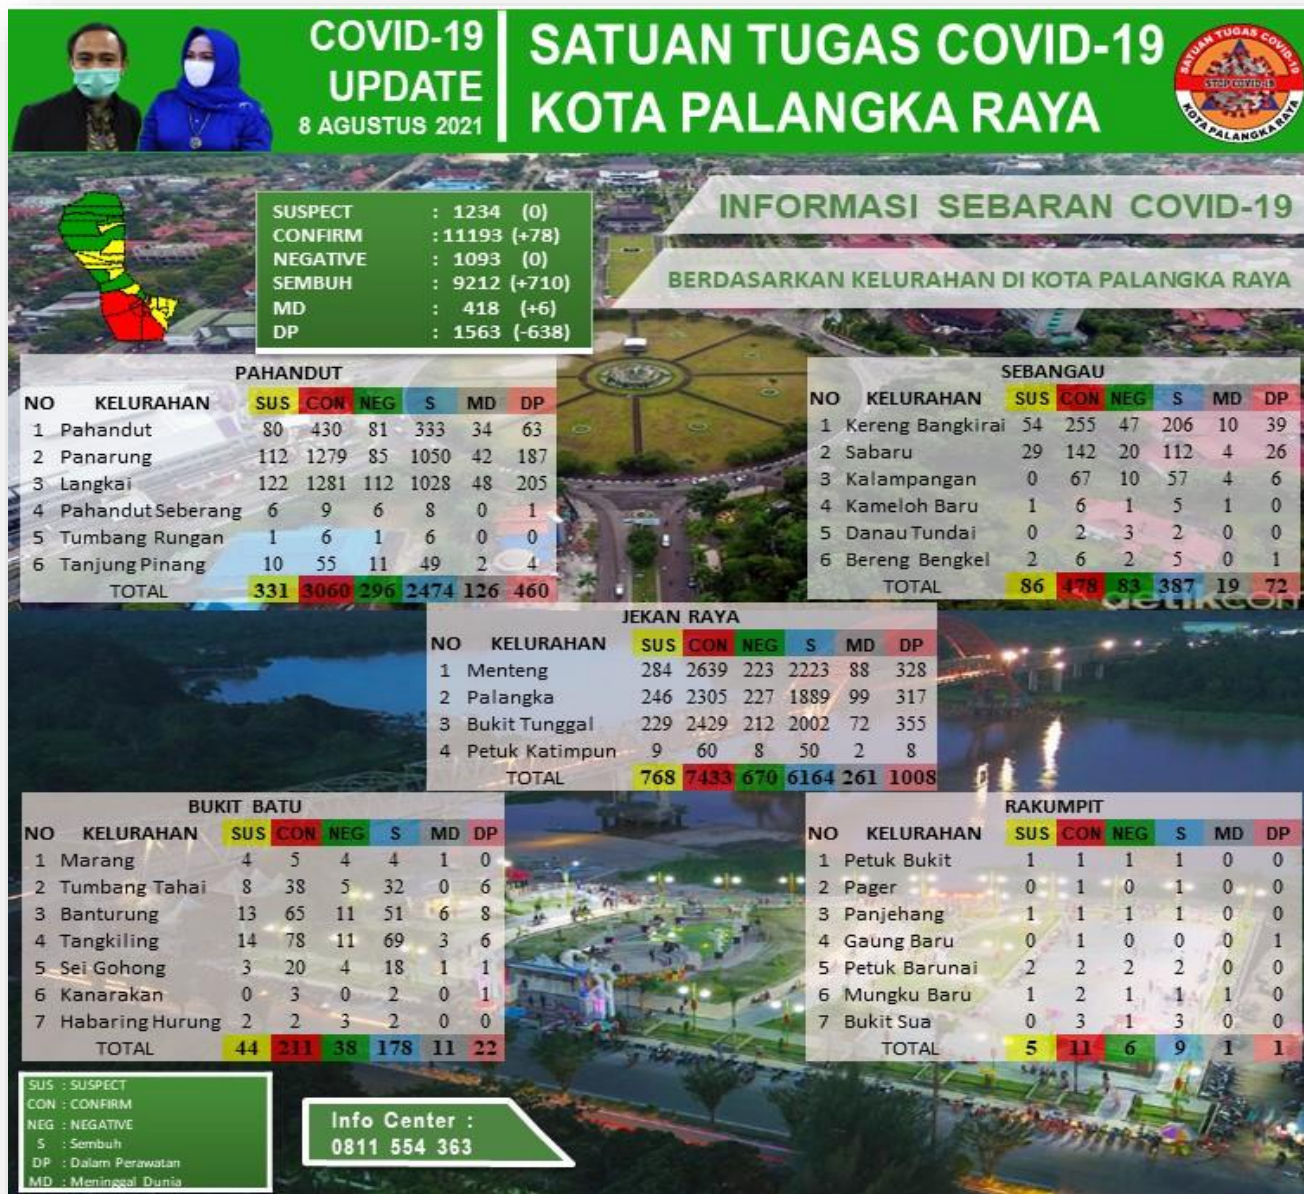 COVID-19
UPDATE
8 AGUSTUS 2021
SATUAN TUGAS COVID-19
KOTA PALANGKA RAYA
SATUAN TUGAS COVID-19
STOP COVID-19
KOTA PALANGKA RAYA
SUSPECT : 1234 (0)
CONFIRM : 11193 (+78)
NEGATIVE : 1093 (0)
SEMBUH : 9212 (+710)
MD : 418 (+6)
DP : 1563 (-638)
INFORMASI SEBARAN COVID-19
BERDASARKAN KELURAHAN DI KOTA PALANGKA RAYA
PAHANDUT
NO KELURAHAN SUS CON NEG S MD DP
1 Pahandut 80 430 81 333 34 63
2 Panarung 112 1279 85 1050 42 187
3 Langkai 122 1281 112 1028 48 205
4 Pahandut Seberang 6 9 6 8 0 1
5 Tumbang Rungan 1 6 1 6 0 0
6 Tanjung Pinang 10 55 11 49 2 4
TOTAL 331 3060 296 2474 126 460
SEBANGAU
NO KELURAHAN SUS CON NEG S MD DP
1 Kereng Bangkirai 54 255 47 206 10 39
2 Sabaru 29 142 20 112 4 26
3 Kalampangan 0 67 10 57 4 6
4 Kameloh Baru 1 6 1 5 1 0
5 Danau Tundai 0 2 3 2 0 0
6 Bereng Bengkel 2 6 2 5 0 1
TOTAL 86 478 83 387 19 72
detikcom
JEKAN RAYA
NO KELURAHAN SUS CON NEG S MD DP
1 Menteng 284 2639 223 2223 88 328
2 Palangka 246 2305 227 1889 99 317
3 Bukit Tunggal 229 2429 212 2002 72 355
4 Petuk Katimpun 9 60 8 50 2 8
TOTAL 768 7433 670 6164 261 1008
BUKIT BATU
NO KELURAHAN SUS CON NEG S MD DP
1 Marang 4 5 4 4 1 0
2 Tumbang Tahai 8 38 5 32 0 6
3 Banturung 13 65 11 51 6 8
4 Tangkiling 14 78 11 69 3 6
5 Sei Gohong 3 20 4 18 1 1
6 Kanarakan 0 3 0 2 0 1
7 Habaring Hurung 2 2 3 2 0 0
TOTAL 44 211 38 178 11 22
RAKUMPIT
NO KELURAHAN SUS CON NEG S MD DP
1 Petuk Bukit 1 1 1 1 0 0
2 Pager 0 1 0 1 0 0
3 Panjehang 1 1 1 1 0 0
4 Gaung Baru 0 1 0 0 0 1
5 Petuk Barunai 2 2 2 2 0 0
6 Mungku Baru 1 2 1 1 1 0
7 Bukit Sua 0 3 1 3 0 0
TOTAL 5 11 6 9 1 1
SUS : SUSPECT
CON : CONFIRM
NEG : NEGATIVE
S : Sembuh
DP : Dalam Perawatan
MD : Meninggal Dunia
Info Center :
0811 554 363